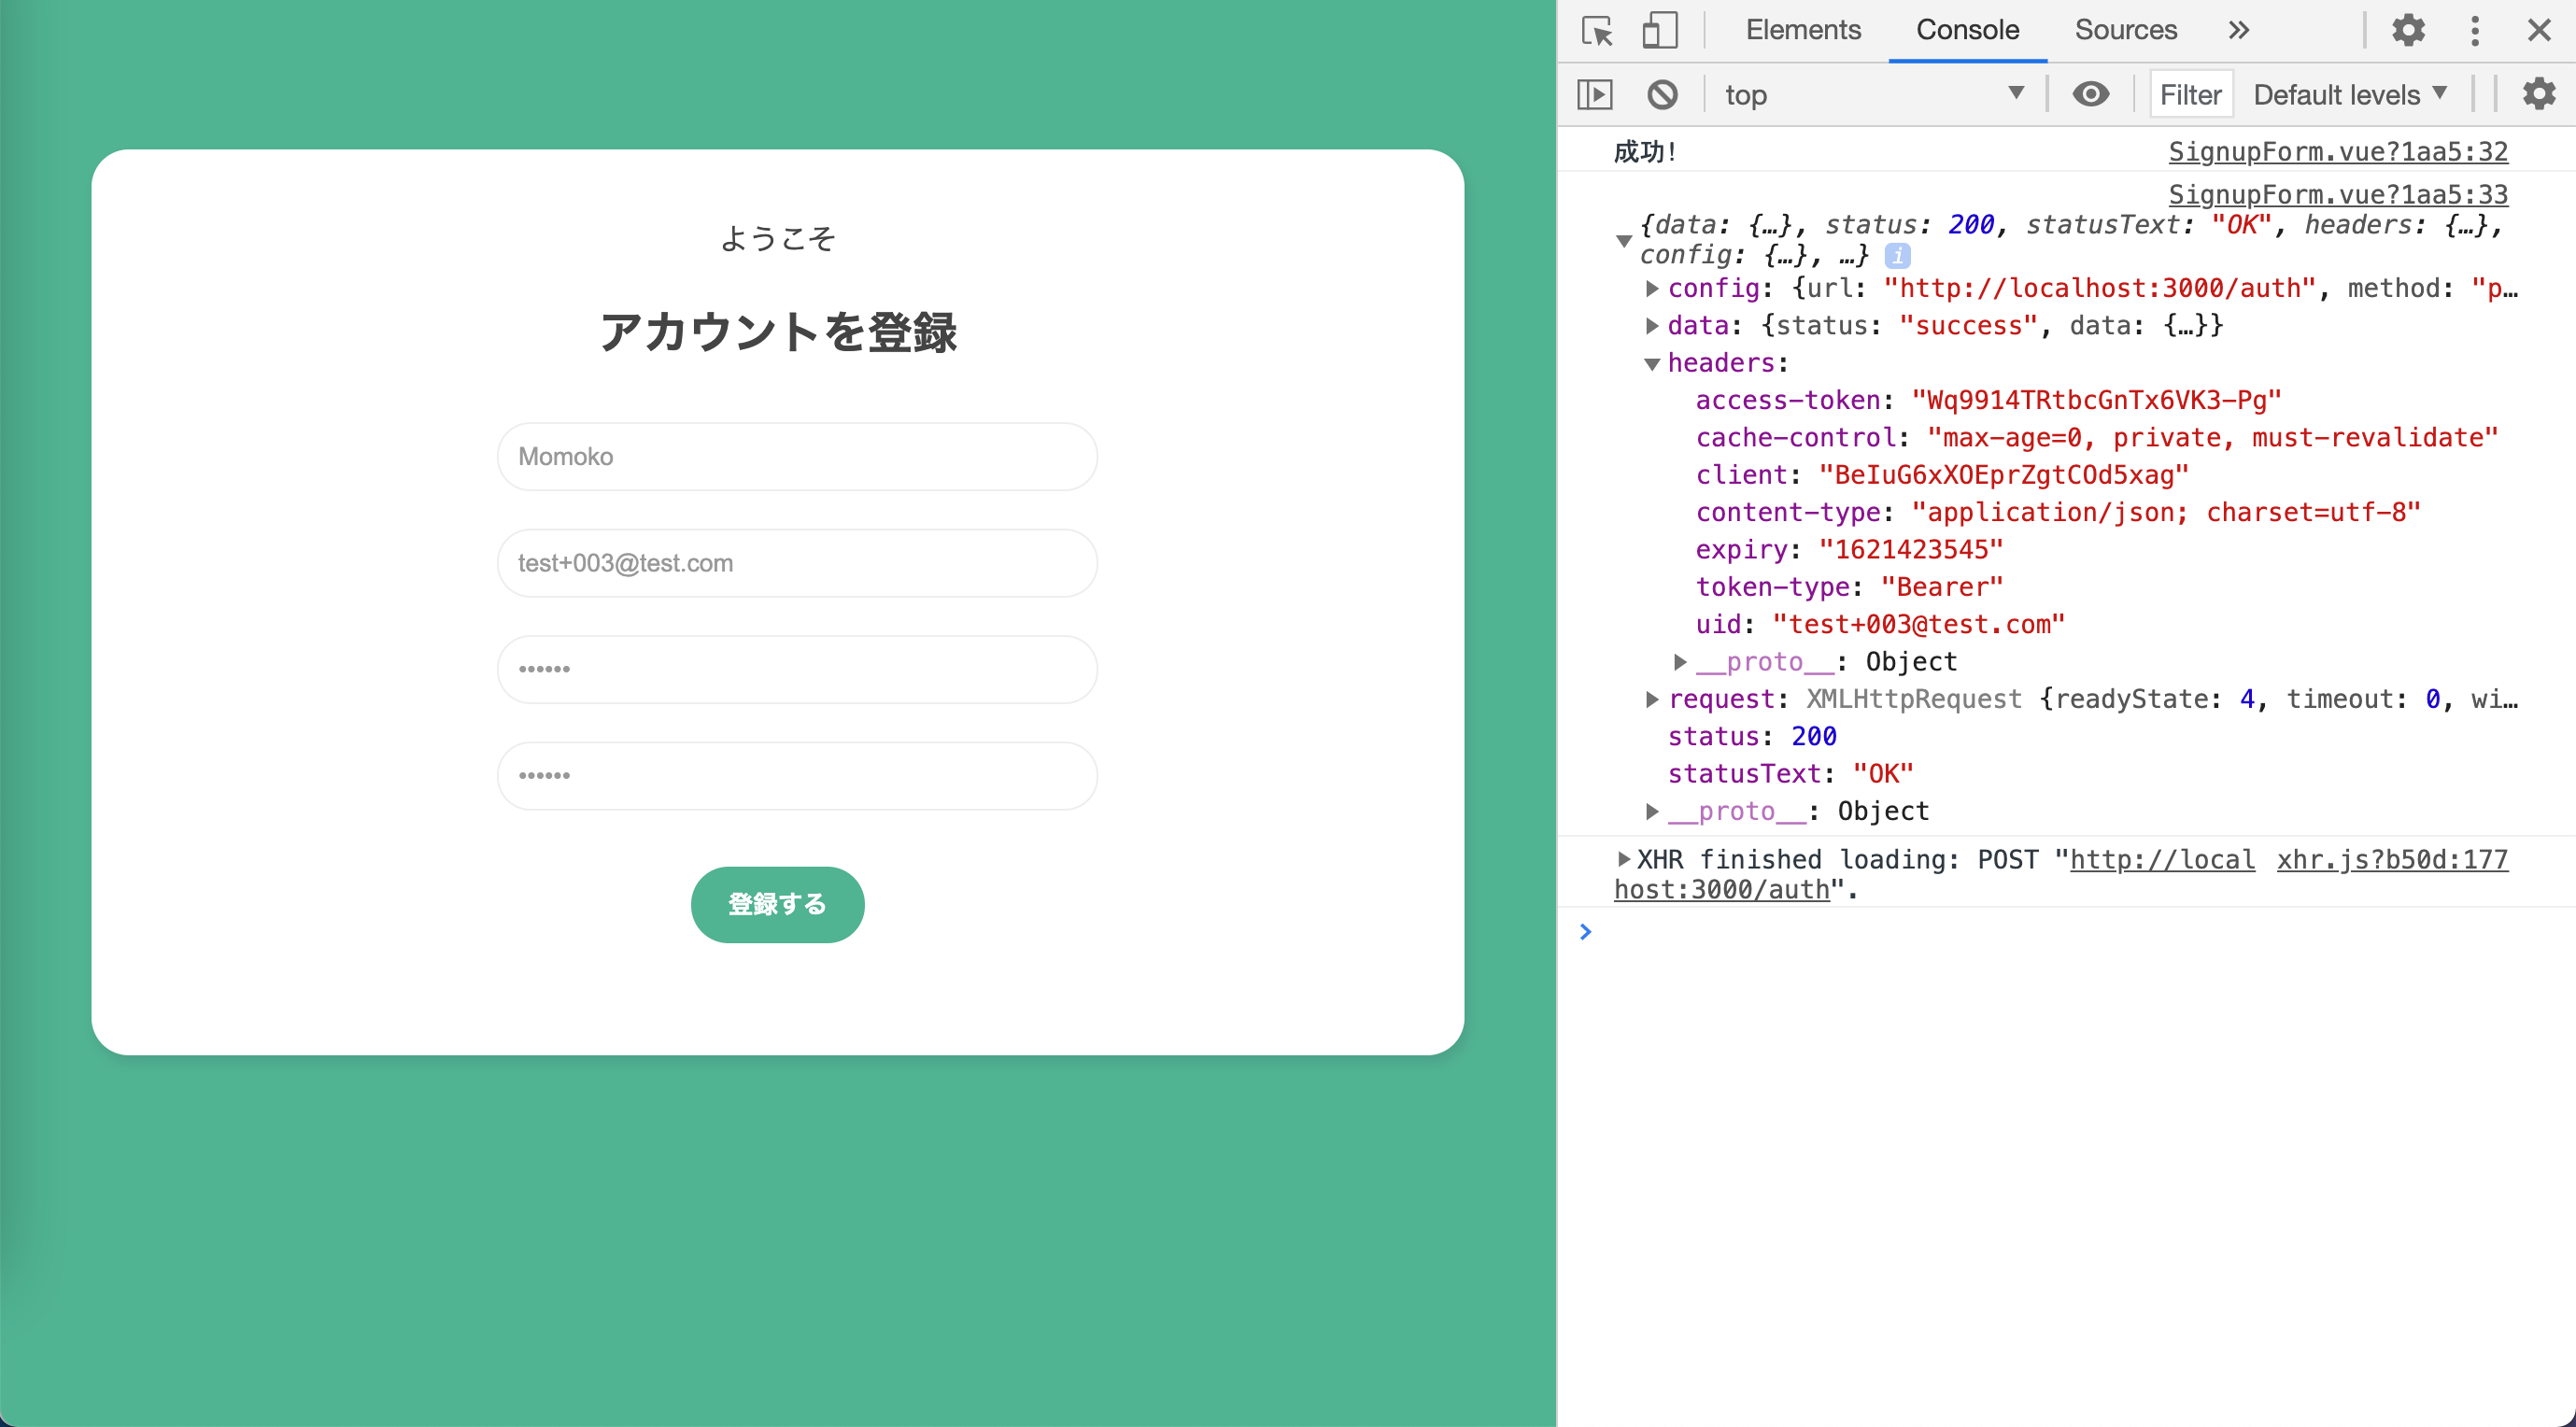 ようこそ
アカウントを登録
Momoko
test+003@test.com
••••••
••••••
登録する
Elements Console Sources »
top Filter Default levels
成功! SignupForm.vue?1aa5:32
SignupForm.vue?1aa5:33
{data: {…}, status: 200, statusText: "OK", headers: {…},
config: {…}, …} i
config: {url: "http://localhost:3000/auth", method: "p…
data: {status: "success", data: {…}}
headers:
access-token: "Wq9914TRtbcGnTx6VK3-Pg"
cache-control: "max-age=0, private, must-revalidate"
client: "BeIuG6xXOEprZgtCOd5xag"
content-type: "application/json; charset=utf-8"
expiry: "1621423545"
token-type: "Bearer"
uid: "test+003@test.com"
__proto__: Object
request: XMLHttpRequest {readyState: 4, timeout: 0, wi…
status: 200
statusText: "OK"
__proto__: Object
XHR finished loading: POST "http://local xhr.js?b50d:177
host:3000/auth".